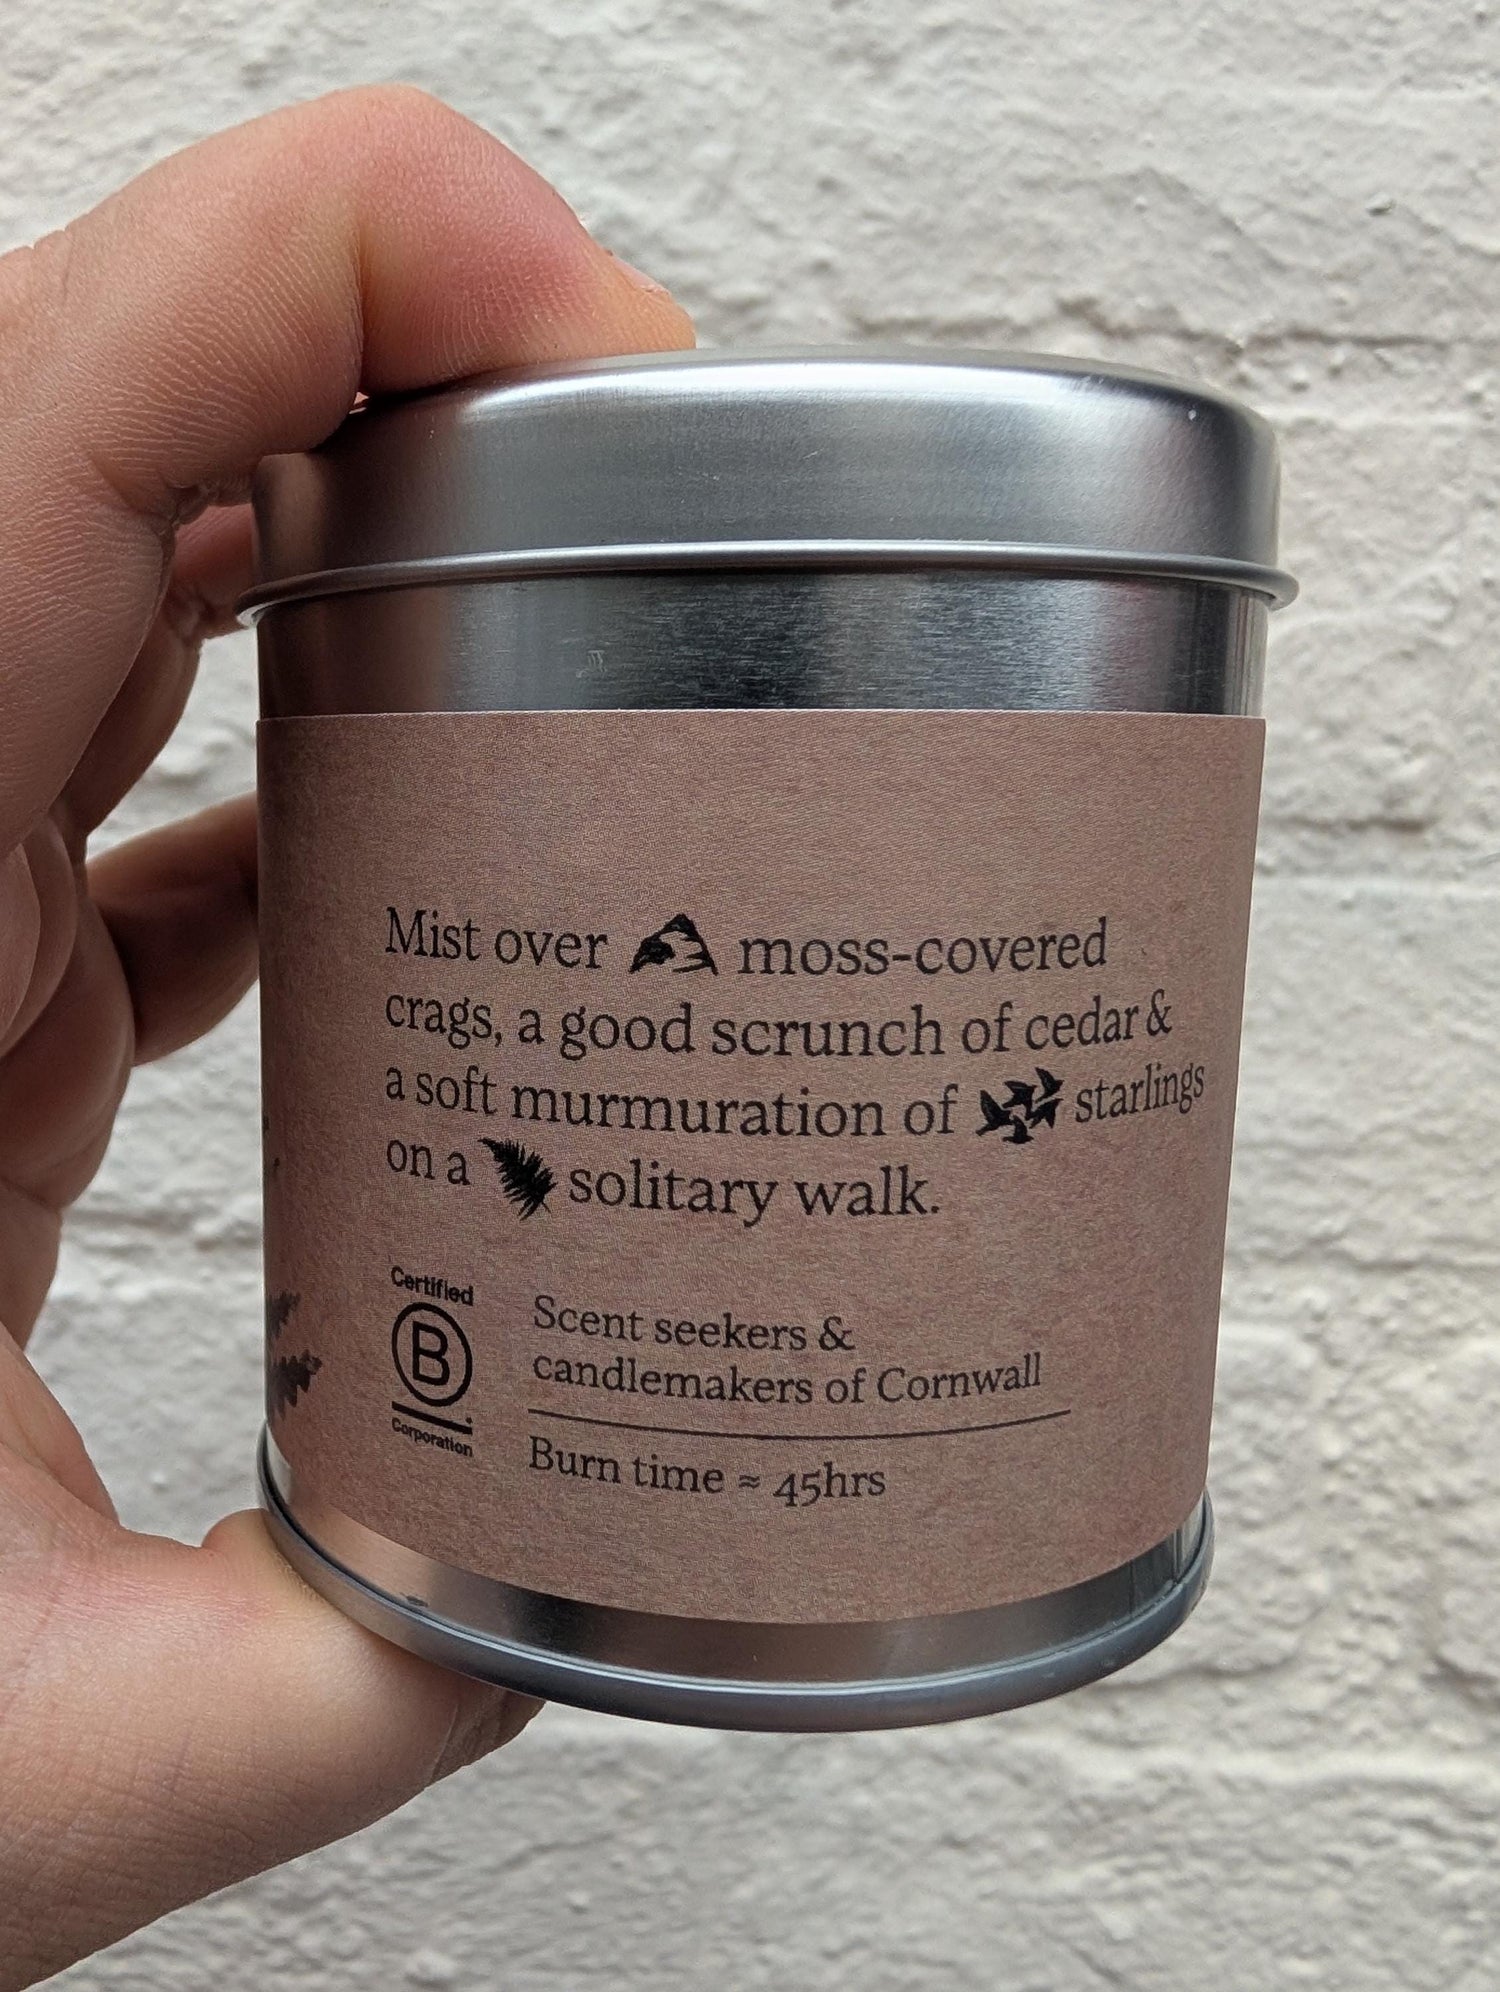 Mist over moss-covered
crags, a good scrunch of cedar &
a soft murmuration of starlings
on a solitary walk.
Certified
B
Corporation
Scent seekers &
candlemakers of Cornwall
Burn time ≈ 45hrs